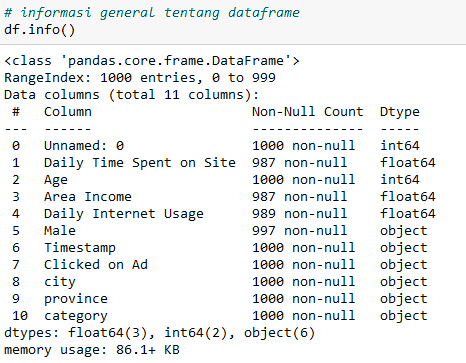 # informasi general tentang dataframe
df.info()
<class 'pandas.core.frame.DataFrame'>
RangeIndex: 1000 entries, 0 to 999
Data columns (total 11 columns):
 #   Column                    Non-Null Count  Dtype
---  ------                    --------------  -----
 0   Unnamed: 0                1000 non-null   int64
 1   Daily Time Spent on Site  987 non-null    float64
 2   Age                       1000 non-null   int64
 3   Area Income               987 non-null    float64
 4   Daily Internet Usage      989 non-null    float64
 5   Male                      997 non-null    object
 6   Timestamp                 1000 non-null   object
 7   Clicked on Ad             1000 non-null   object
 8   city                      1000 non-null   object
 9   province                  1000 non-null   object
 10  category                  1000 non-null   object
dtypes: float64(3), int64(2), object(6)
memory usage: 86.1+ KB